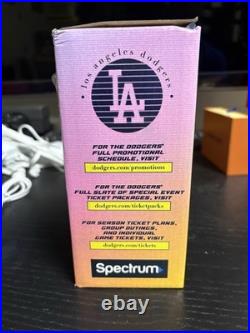 los angeles dodgers
LA
FOR THE DODGERS'
FULL PROMOTIONAL
SCHEDULE, VISIT
dodgers.com/promotions
FOR THE DODGERS'
FULL SLATE OF SPECIAL EVENT
TICKET PACKAGES, VISIT
dodgers.com/ticketpacks
FOR SEASON TICKET PLANS,
GROUP OUTINGS,
AND INDIVIDUAL
GAME TICKETS, VISIT
dodgers.com/tickets
Spectrum